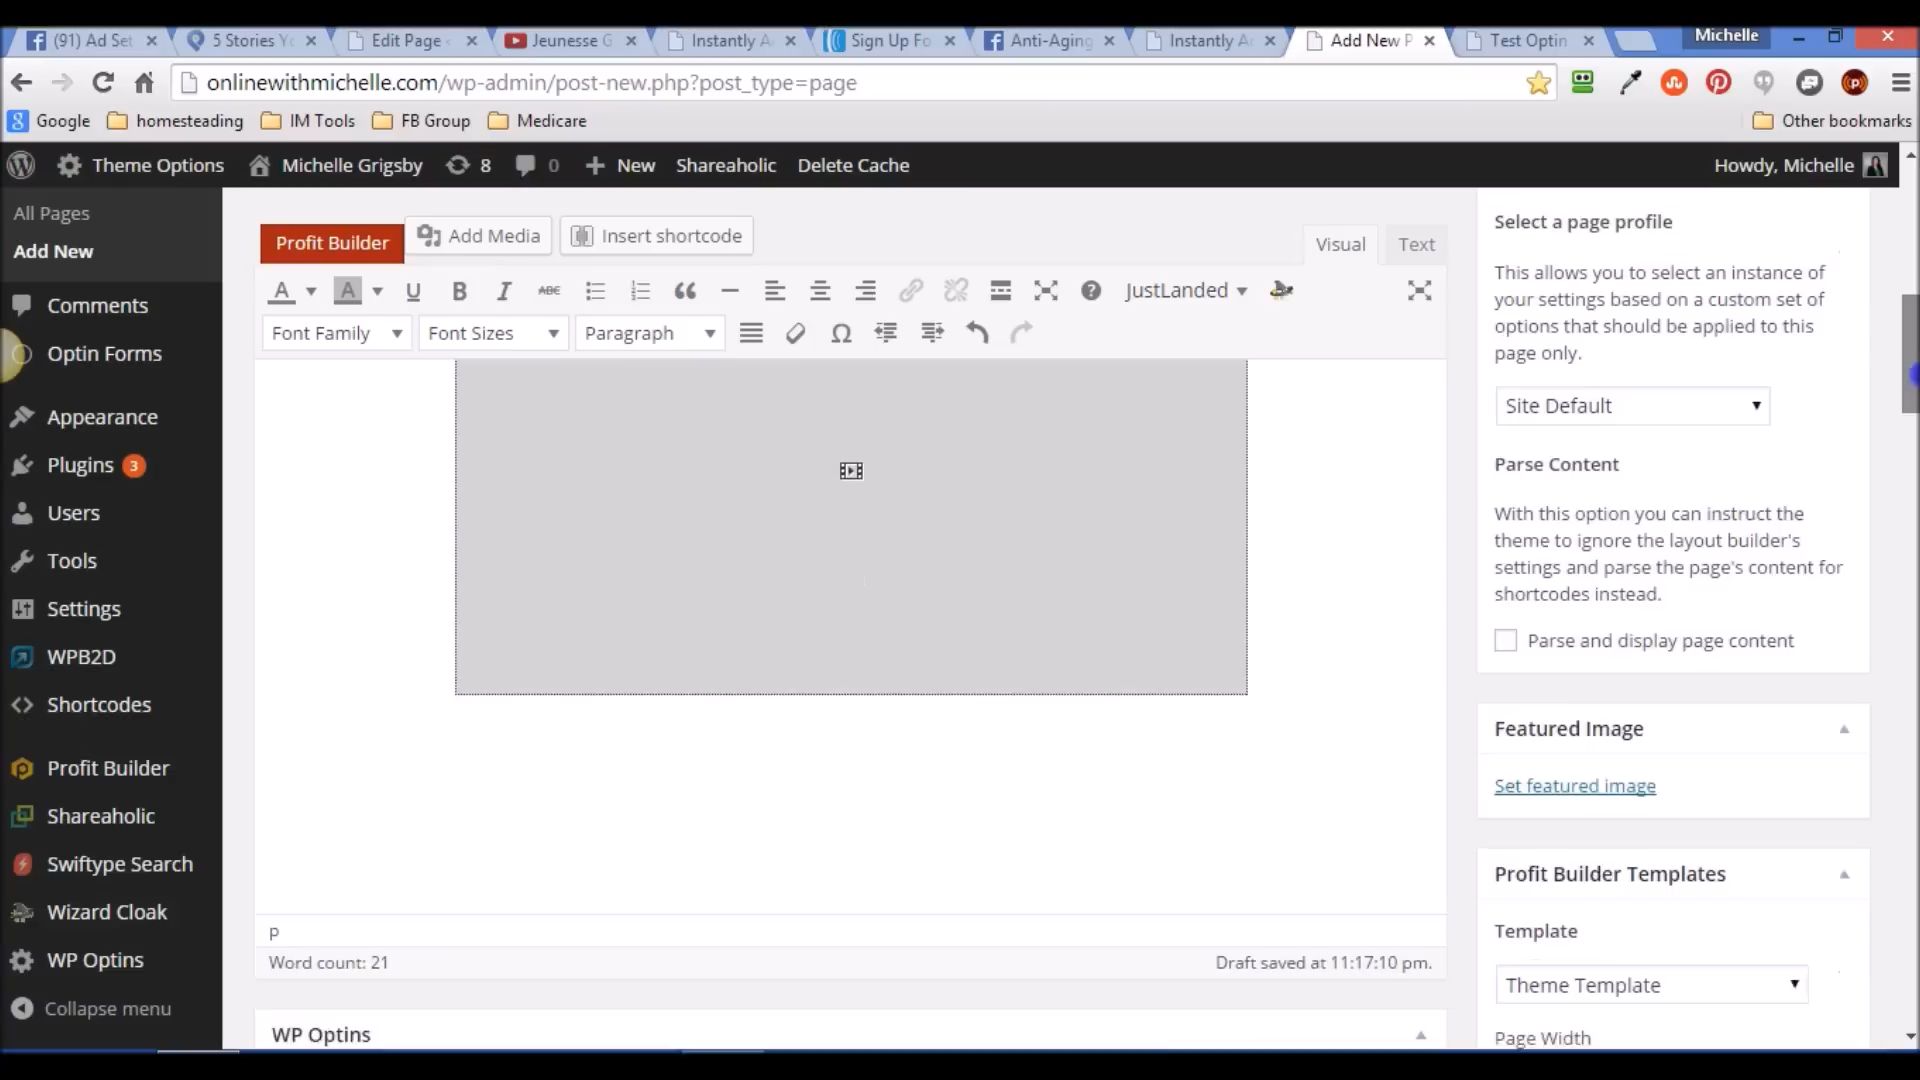 (91) Ad Set
5 Stories Yo
Edit Page
Jeunesse G
Instantly A
Sign Up Fo
Anti-Aging
Instantly A
Add New P
Test Optin
Michelle
onlinewithmichelle.com/wp-admin/post-new.php?post_type=page
Google
homesteading
IM Tools
FB Group
Medicare
Other bookmarks
Theme Options
Michelle Grigsby
8
0
New
Shareaholic
Delete Cache
Howdy, Michelle
All Pages
Add New
Comments
Optin Forms
Appearance
Plugins 3
Users
Tools
Settings
WPB2D
Shortcodes
Profit Builder
Shareaholic
Swiftype Search
Wizard Cloak
WP Optins
Collapse menu
Profit Builder
Add Media
Insert shortcode
Visual
Text
A
A
U
B
I
ABC
JustLanded
Font Family
Font Sizes
Paragraph
Ω
p
Word count: 21
Draft saved at 11:17:10 pm.
WP Optins
Select a page profile
This allows you to select an instance of
your settings based on a custom set of
options that should be applied to this
page only.
Site Default
Parse Content
With this option you can instruct the
theme to ignore the layout builder's
settings and parse the page's content for
shortcodes instead.
Parse and display page content
Featured Image
Set featured image
Profit Builder Templates
Template
Theme Template
Page Width